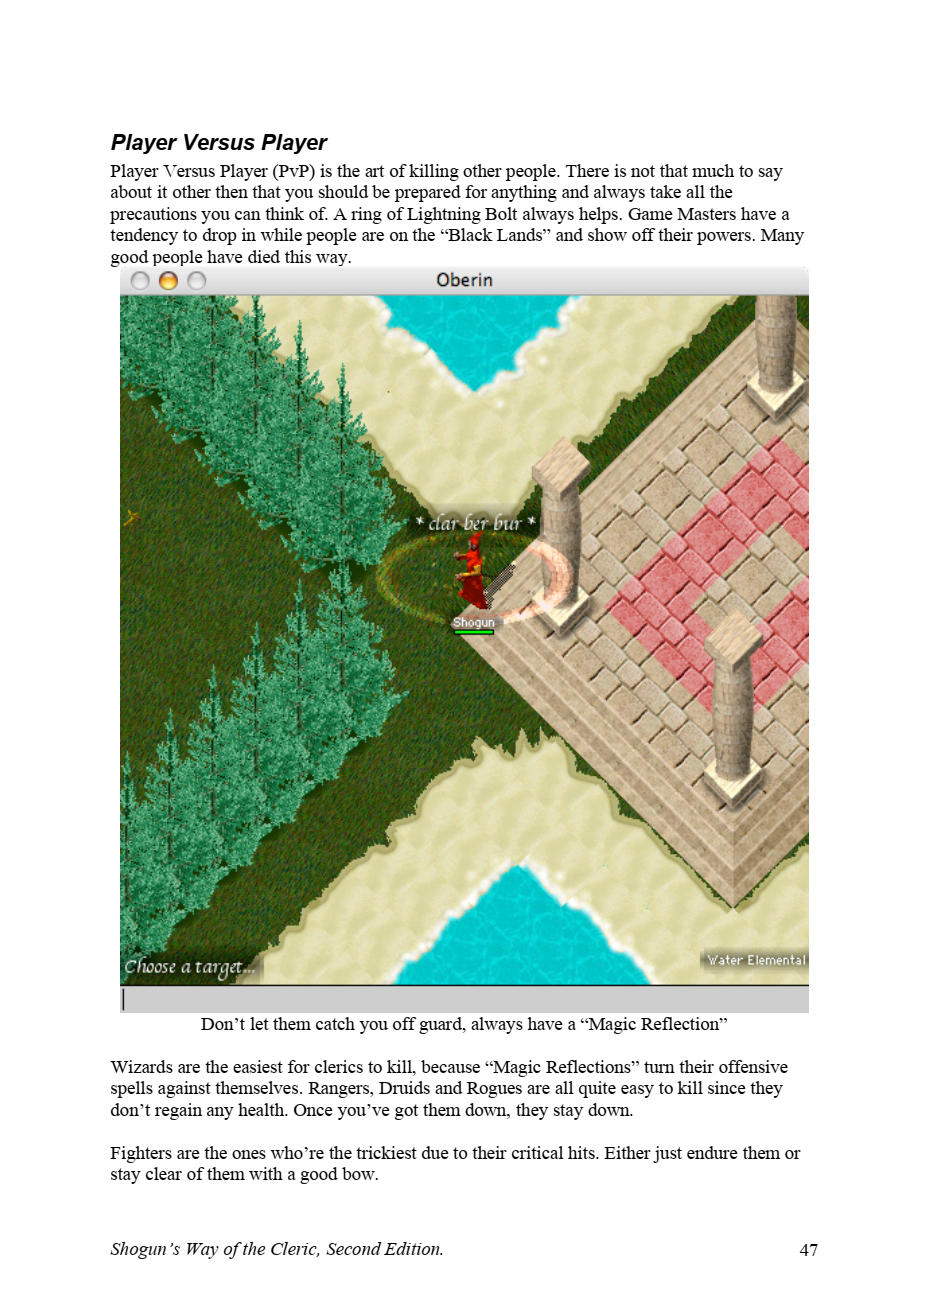 Player Versus Player
Player Versus Player (PvP) is the art of killing other people. There is not that much to say
about it other then that you should be prepared for anything and always take all the
precautions you can think of. A ring of Lightning Bolt always helps. Game Masters have a
tendency to drop in while people are on the “Black Lands” and show off their powers. Many
good people have died this way.
Oberin
* clar ber bur *
Shogun
Choose a target...
Water Elemental
Don’t let them catch you off guard, always have a “Magic Reflection”
Wizards are the easiest for clerics to kill, because “Magic Reflections” turn their offensive
spells against themselves. Rangers, Druids and Rogues are all quite easy to kill since they
don’t regain any health. Once you’ve got them down, they stay down.
Fighters are the ones who’re the trickiest due to their critical hits. Either just endure them or
stay clear of them with a good bow.
Shogun’s Way of the Cleric, Second Edition. 47